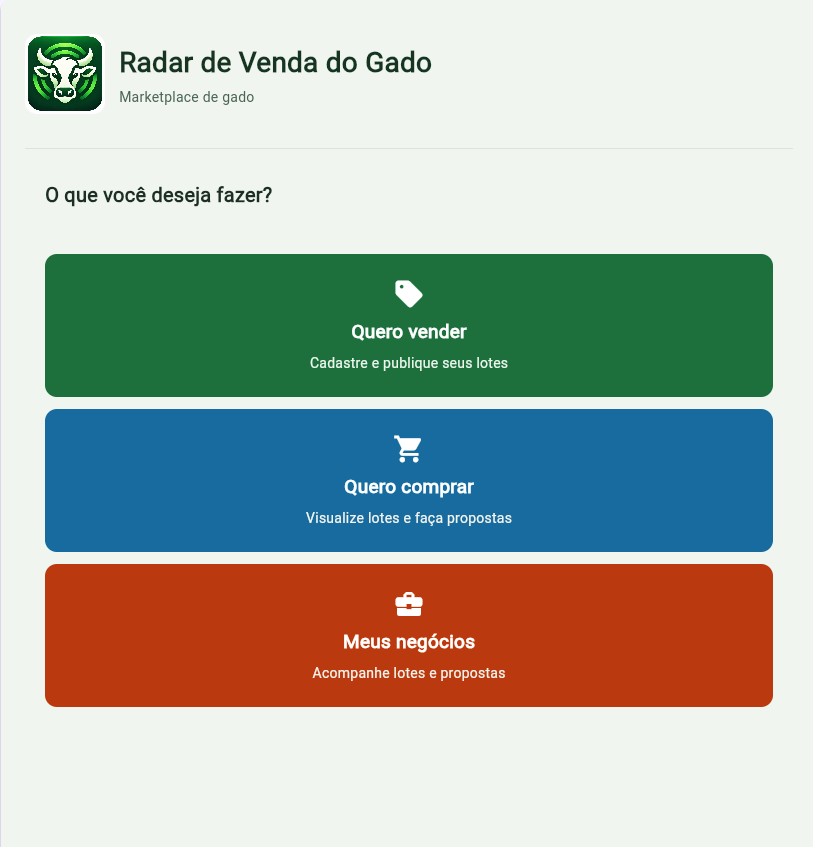 Radar de Venda do Gado
Marketplace de gado
O que você deseja fazer?
Quero vender
Cadastre e publique seus lotes
Quero comprar
Visualize lotes e faça propostas
Meus negócios
Acompanhe lotes e propostas